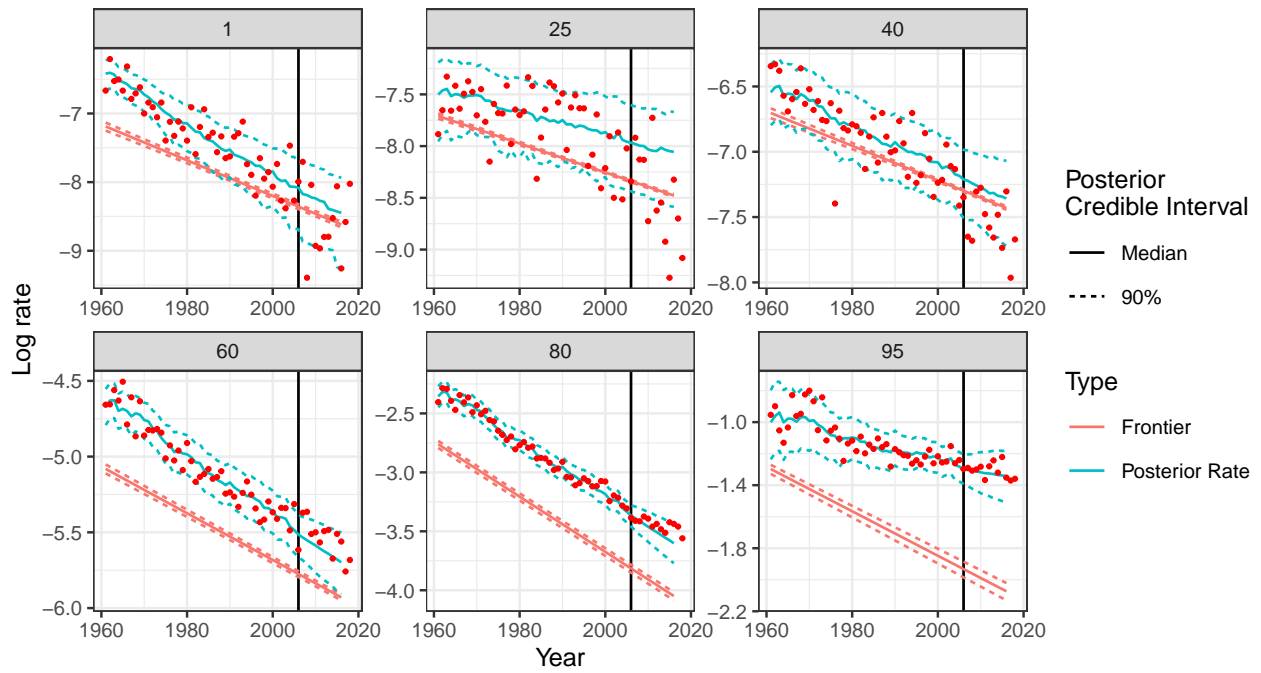 1
25
40
−7
−8
−9
−7.5
−8.0
−8.5
−9.0
−6.5
−7.0
−7.5
−8.0
1960 1980 2000 2020
1960 1980 2000 2020
1960 1980 2000 2020
60
80
95
−4.5
−5.0
−5.5
−6.0
−2.5
−3.0
−3.5
−4.0
−1.0
−1.4
−1.8
−2.2
1960 1980 2000 2020
1960 1980 2000 2020
1960 1980 2000 2020
Log rate
Year
Posterior
Credible Interval
Median
90%
Type
Frontier
Posterior Rate